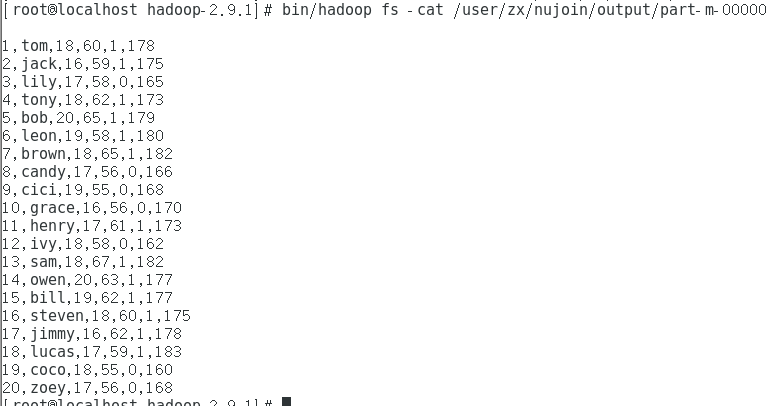 [root@localhost hadoop-2.9.1]# bin/hadoop fs -cat /user/zx/nujoin/output/part-m-00000
1,tom,18,60,1,178
2,jack,16,59,1,175
3,lily,17,58,0,165
4,tony,18,62,1,173
5,bob,20,65,1,179
6,leon,19,58,1,180
7,brown,18,65,1,182
8,candy,17,56,0,166
9,cici,19,55,0,168
10,grace,16,56,0,170
11,henry,17,61,1,173
12,ivy,18,58,0,162
13,sam,18,67,1,182
14,owen,20,63,1,177
15,bill,19,62,1,177
16,steven,18,60,1,175
17,jimmy,16,62,1,178
18,lucas,17,59,1,183
19,coco,18,55,0,160
20,zoey,17,56,0,168
[root@localhost hadoop-2.9.1]#